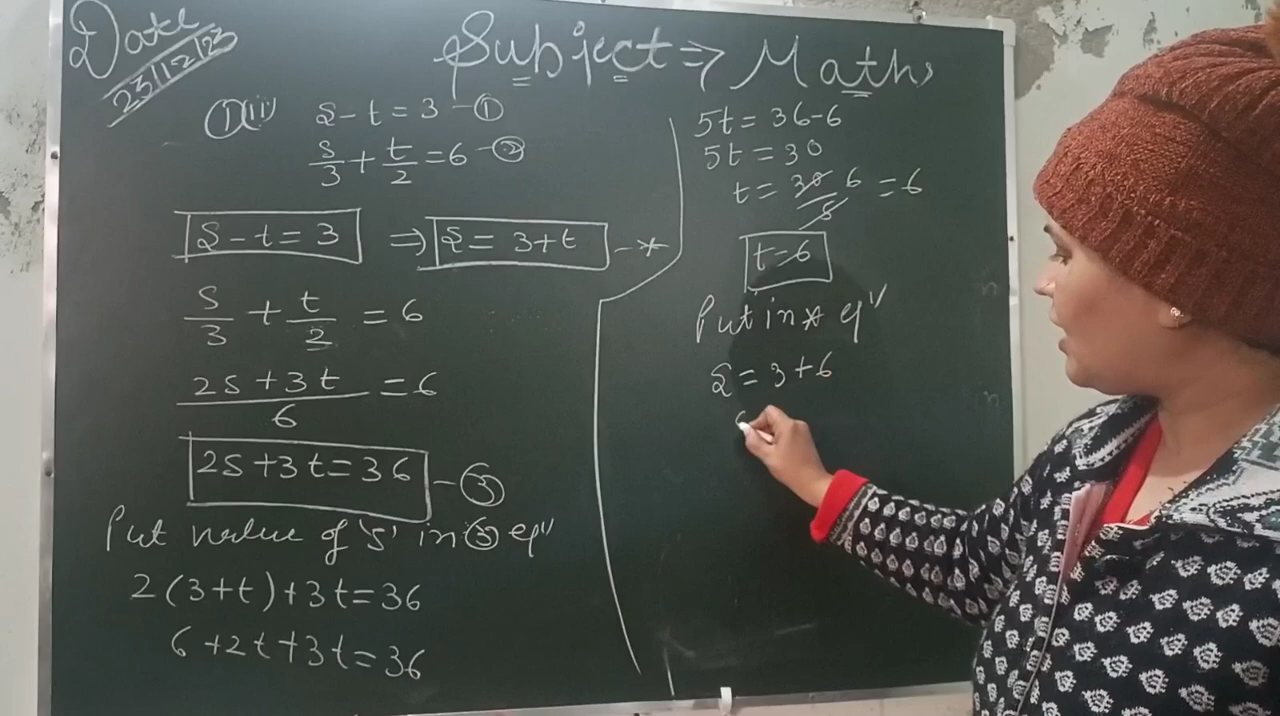 Date
23/12/23
Subject ⇒ Maths
①(ii) s - t = 3 - ①
s/3 + t/2 = 6 - ②
s - t = 3 ⇒ s = 3 + t - *
s/3 + t/2 = 6
2s + 3t / 6 = 6
2s + 3t = 36 - ③
Put value of 's' in ③ eqn
2(3+t) + 3t = 36
6 + 2t + 3t = 36
5t = 36 - 6
5t = 30
t = 30/5 6 = 6
t = 6
Put in * eqn
s = 3 + 6